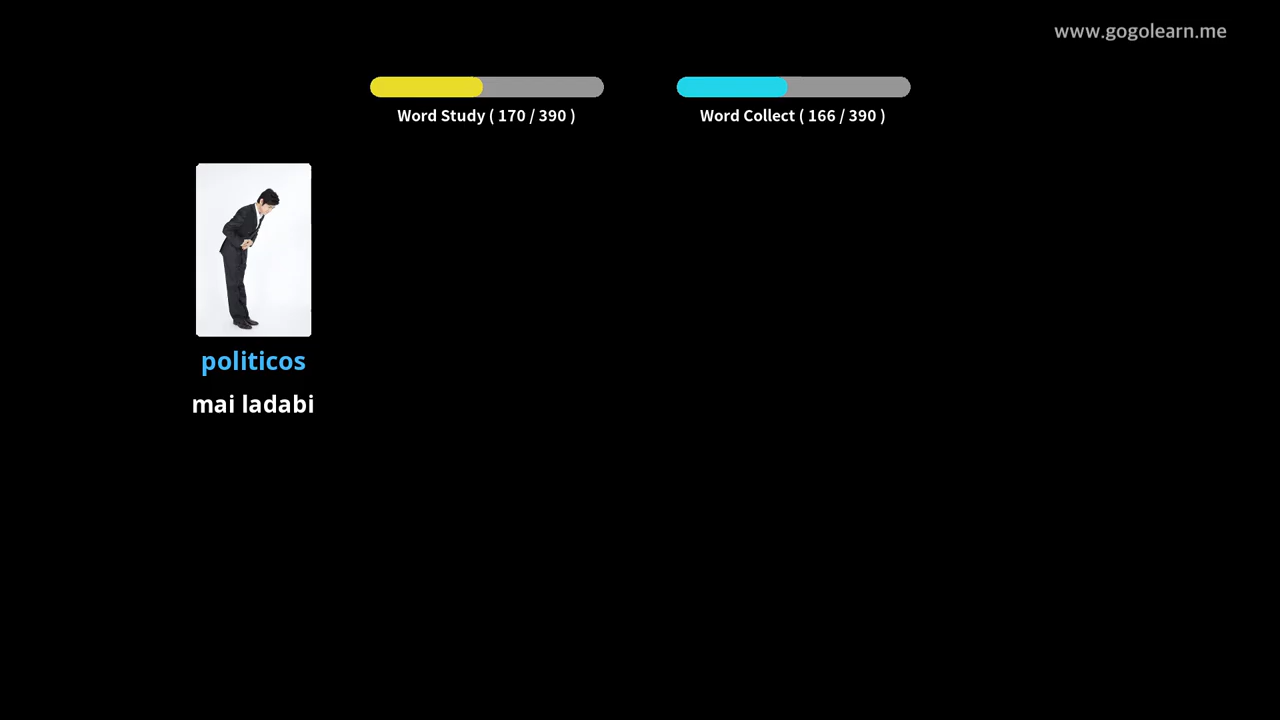 www.gogolearn.me
Word Study ( 170 / 390 )
Word Collect ( 166 / 390 )
politicos
mai ladabi